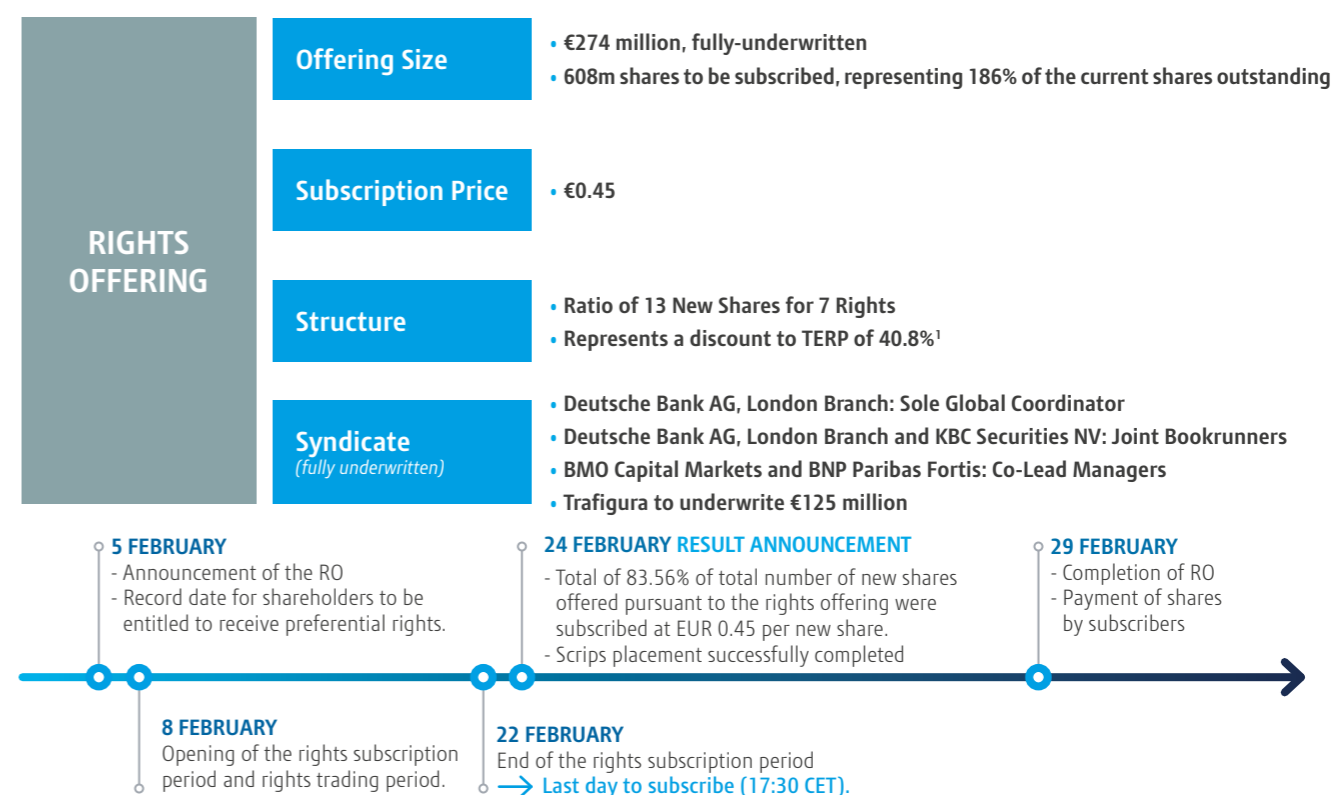 RIGHTS
OFFERING
Offering Size
• €274 million, fully-underwritten
• 608m shares to be subscribed, representing 186% of the current shares outstanding
Subscription Price
• €0.45
Structure
• Ratio of 13 New Shares for 7 Rights
• Represents a discount to TERP of 40.8%¹
Syndicate
(fully underwritten)
• Deutsche Bank AG, London Branch: Sole Global Coordinator
• Deutsche Bank AG, London Branch and KBC Securities NV: Joint Bookrunners
• BMO Capital Markets and BNP Paribas Fortis: Co-Lead Managers
• Trafigura to underwrite €125 million
5 FEBRUARY
- Announcement of the RO
- Record date for shareholders to be
entitled to receive preferential rights.
8 FEBRUARY
Opening of the rights subscription
period and rights trading period.
22 FEBRUARY
End of the rights subscription period
→ Last day to subscribe (17:30 CET).
24 FEBRUARY RESULT ANNOUNCEMENT
- Total of 83.56% of total number of new shares
offered pursuant to the rights offering were
subscribed at EUR 0.45 per new share.
- Scrips placement successfully completed
29 FEBRUARY
- Completion of RO
- Payment of shares
by subscribers